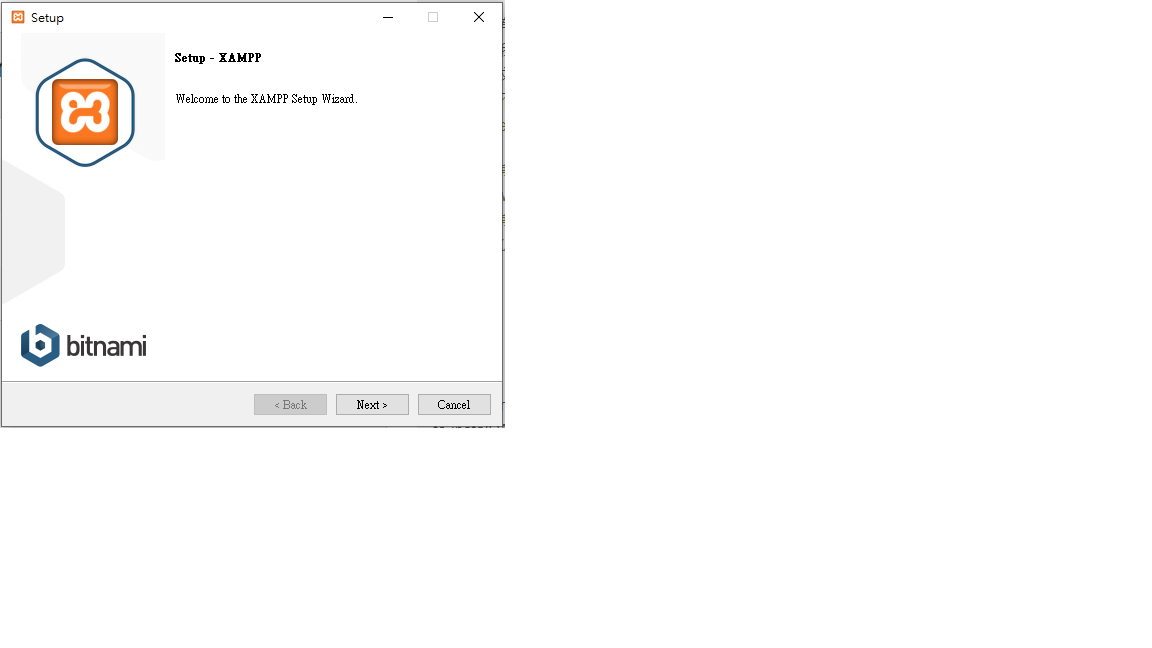 Setup
Setup - XAMPP
Welcome to the XAMPP Setup Wizard.
bitnami
< Back Next > Cancel